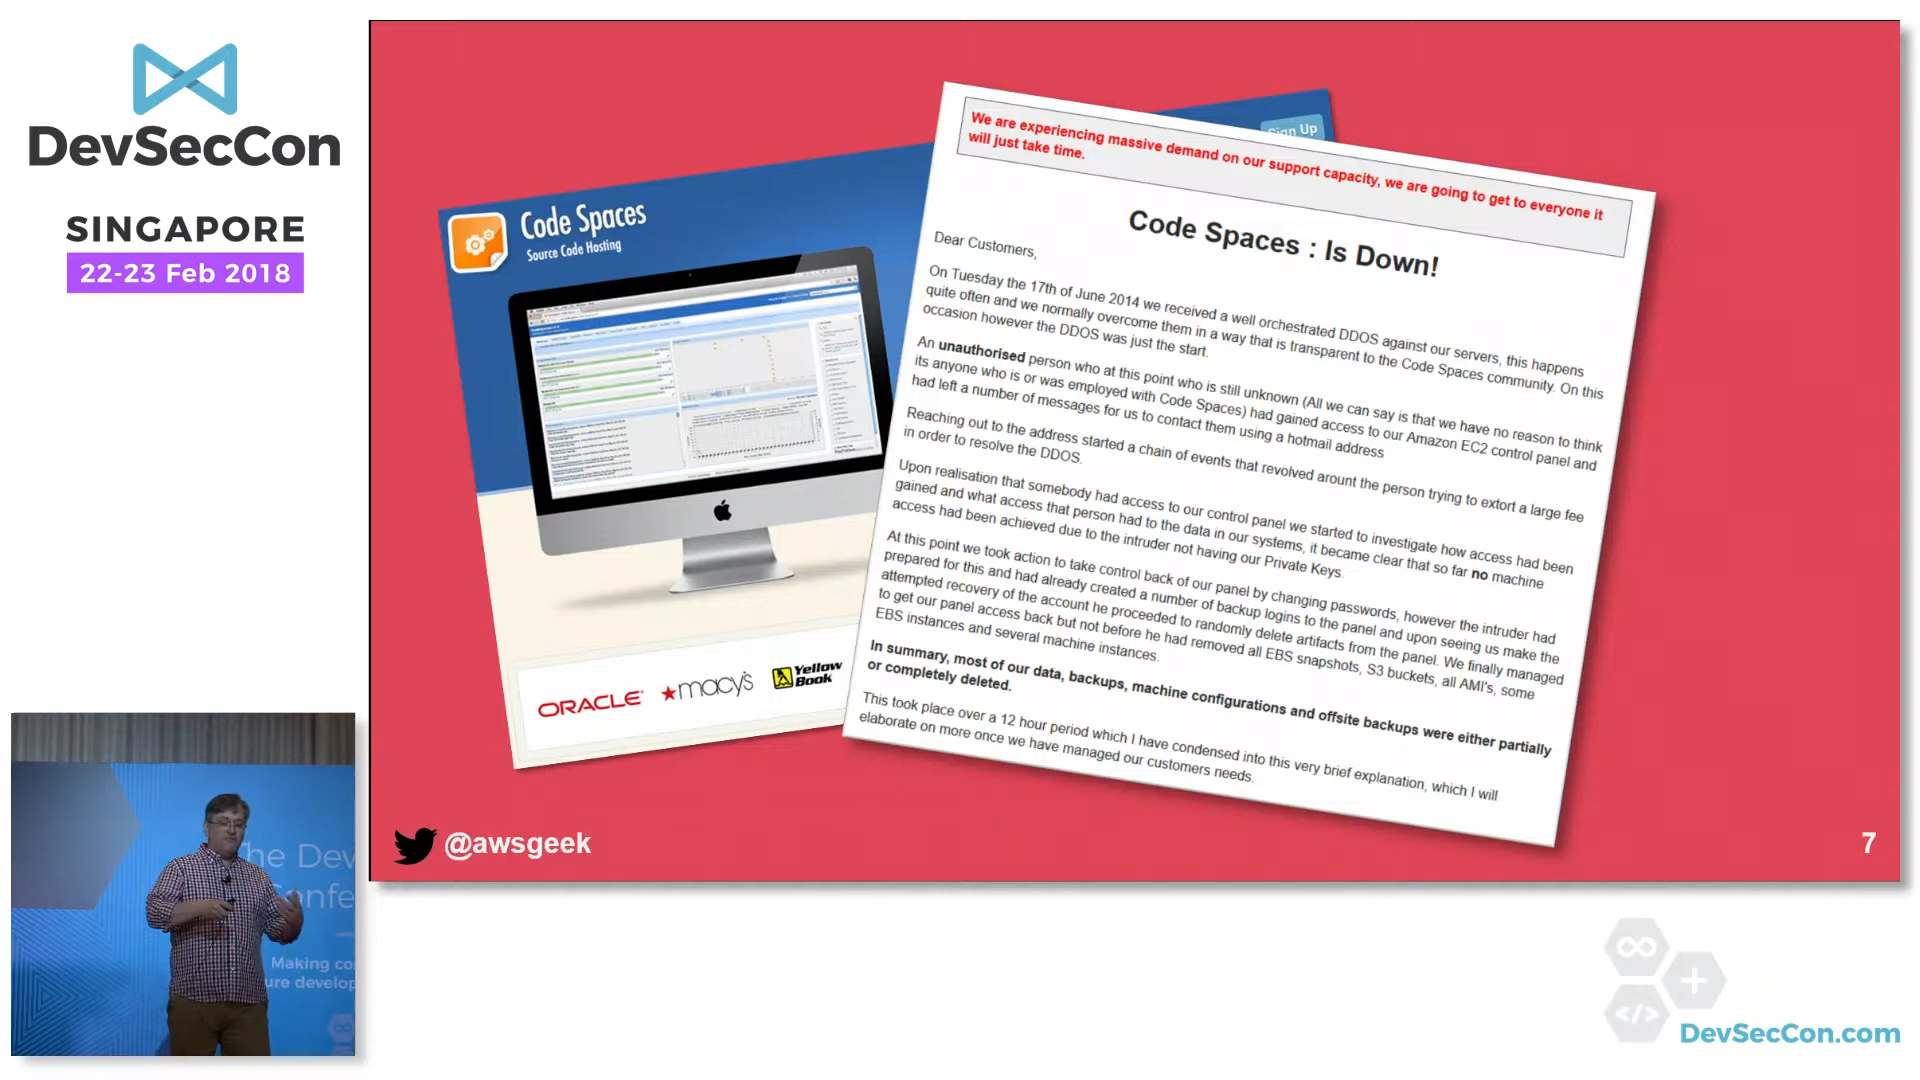 DevSecCon
SINGAPORE
22-23 Feb 2018
Code Spaces
Source Code Hosting
Sign Up
ORACLE
macy's
Yellow
Book
We are experiencing massive demand on our support capacity, we are going to get to everyone it
will just take time.
Code Spaces : Is Down!
Dear Customers,
On Tuesday the 17th of June 2014 we received a well orchestrated DDOS against our servers, this happens
quite often and we normally overcome them in a way that is transparent to the Code Spaces community. On this
occasion however the DDOS was just the start.
An unauthorised person who at this point who is still unknown (All we can say is that we have no reason to think
its anyone who is or was employed with Code Spaces) had gained access to our Amazon EC2 control panel and
had left a number of messages for us to contact them using a hotmail address
Reaching out to the address started a chain of events that revolved arount the person trying to extort a large fee
in order to resolve the DDOS.
Upon realisation that somebody had access to our control panel we started to investigate how access had been
gained and what access that person had to the data in our systems, it became clear that so far no machine
access had been achieved due to the intruder not having our Private Keys.
At this point we took action to take control back of our panel by changing passwords, however the intruder had
prepared for this and had already created a number of backup logins to the panel and upon seeing us make the
attempted recovery of the account he proceeded to randomly delete artifacts from the panel. We finally managed
to get our panel access back but not before he had removed all EBS snapshots, S3 buckets, all AMI's, some
EBS instances and several machine instances.
In summary, most of our data, backups, machine configurations and offsite backups were either partially
or completely deleted.
This took place over a 12 hour period which I have condensed into this very brief explanation, which I will
elaborate on more once we have managed our customers needs.
@awsgeek
7
he Dev
onfe
Making co
ure develop
DevSecCon.com